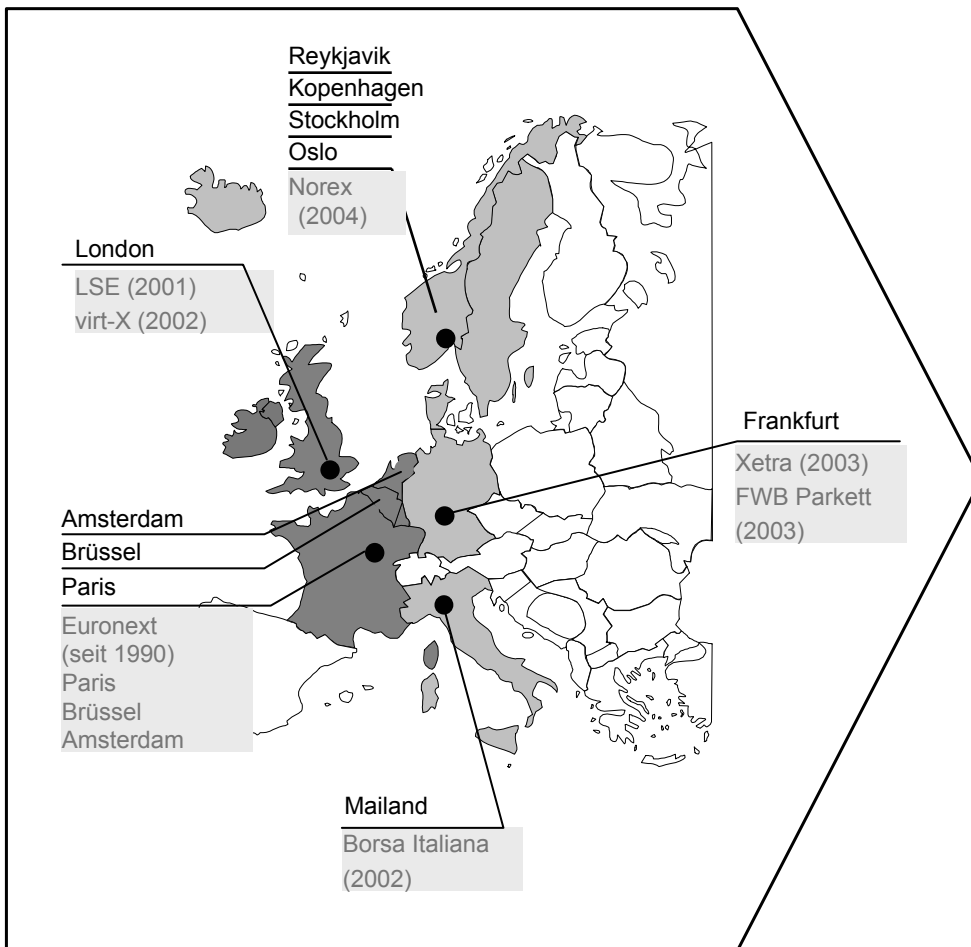 Reykjavik
Kopenhagen
Stockholm
Oslo
Norex
(2004)
London
LSE (2001)
virt-X (2002)
Frankfurt
Xetra (2003)
FWB Parkett
(2003)
Amsterdam
Brüssel
Paris
Euronext
(seit 1990)
Paris
Brüssel
Amsterdam
Mailand
Borsa Italiana
(2002)